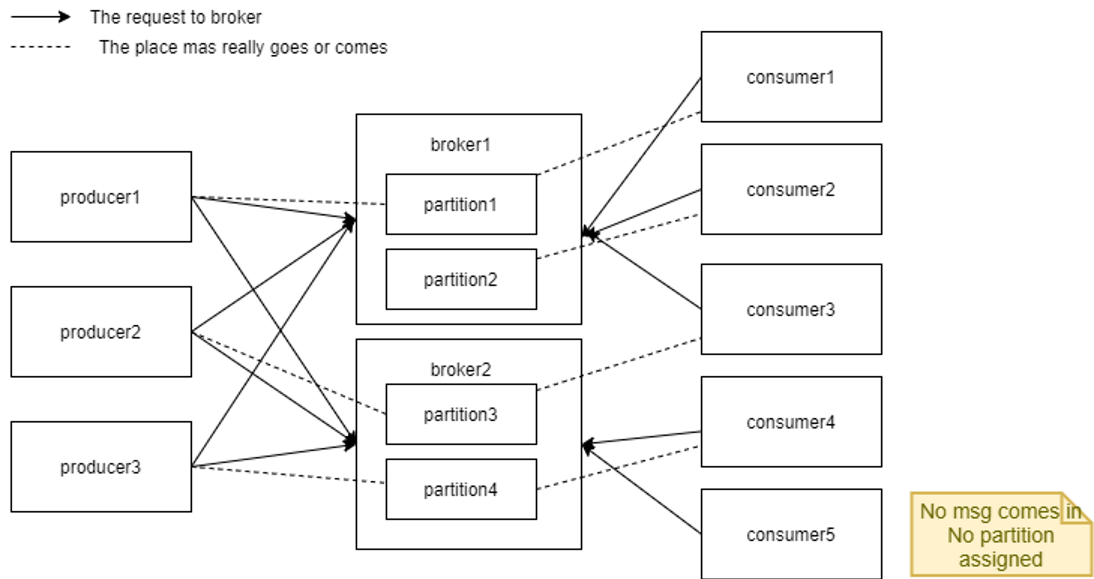 The request to broker
The place mas really goes or comes
producer1
producer2
producer3
broker1
partition1
partition2
broker2
partition3
partition4
consumer1
consumer2
consumer3
consumer4
consumer5
No msg comes in
No partition
assigned